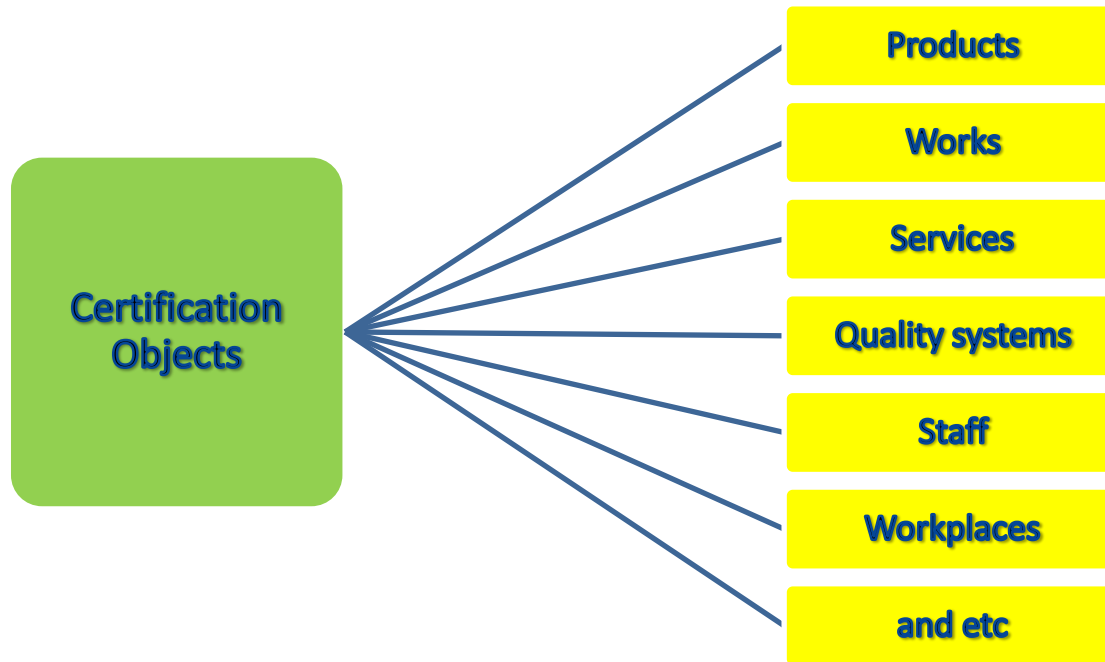 Certification
Objects
Products
Works
Services
Quality systems
Staff
Workplaces
and etc